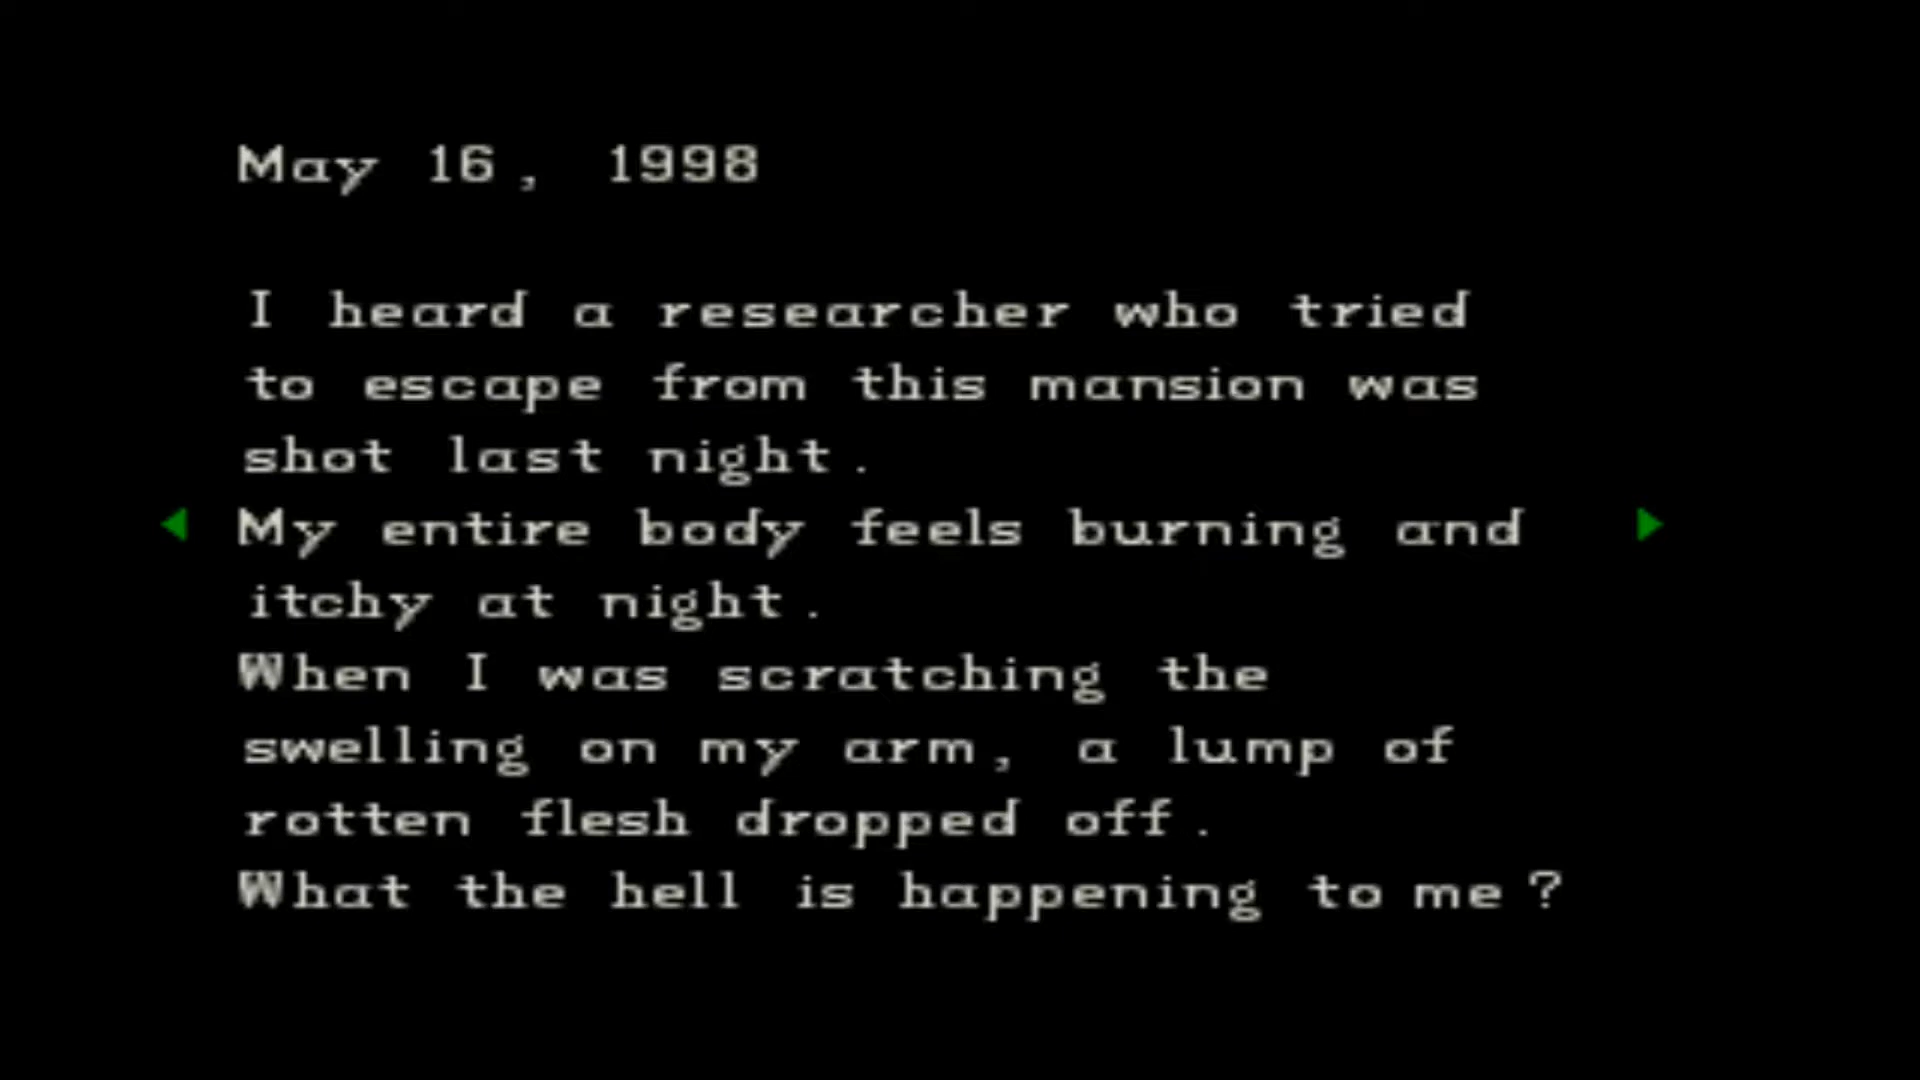 May 16, 1998
I heard a researcher who tried
to escape from this mansion was
shot last night.
My entire body feels burning and
itchy at night.
When I was scratching the
swelling on my arm, a lump of
rotten flesh dropped off.
What the hell is happening to me?